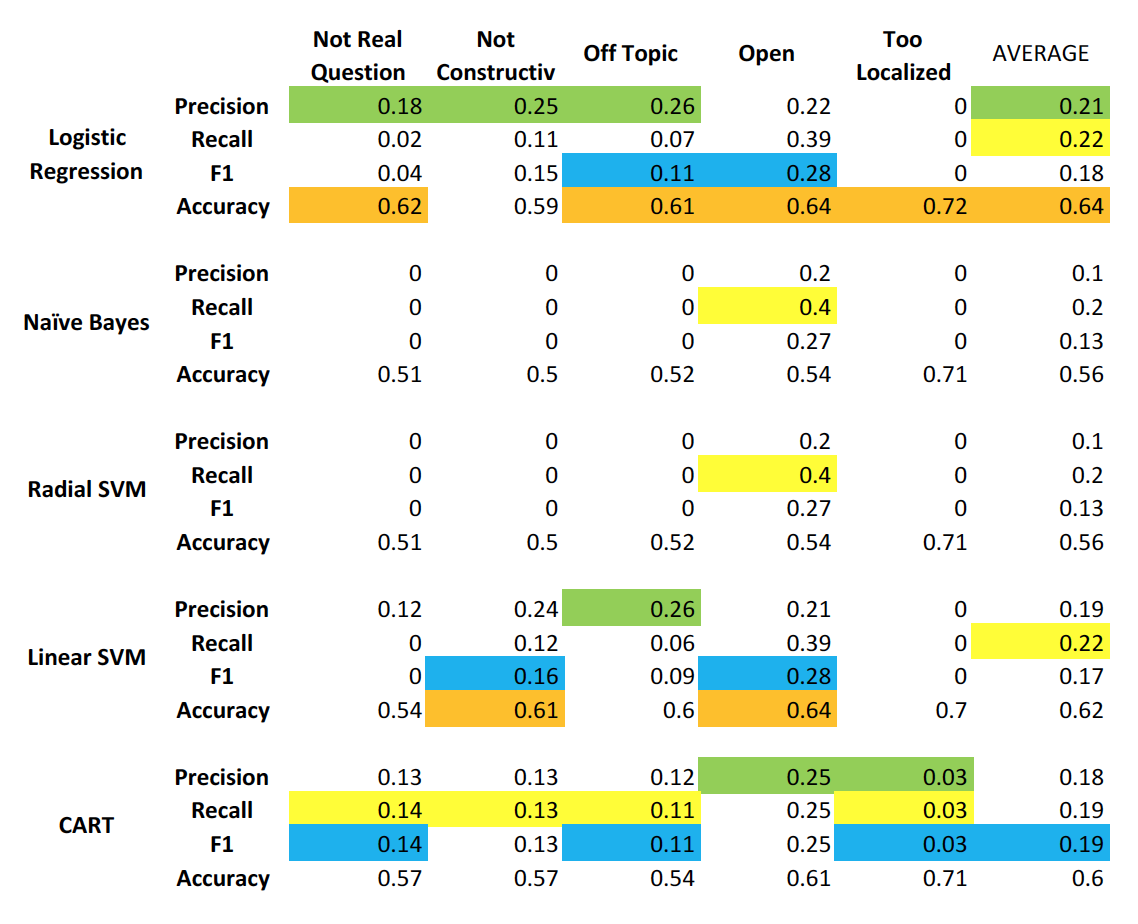 Not Real Question Not Constructiv Off Topic Open Too Localized AVERAGE
Logistic Regression
Precision 0.18 0.25 0.26 0.22 0 0.21
Recall 0.02 0.11 0.07 0.39 0 0.22
F1 0.04 0.15 0.11 0.28 0 0.18
Accuracy 0.62 0.59 0.61 0.64 0.72 0.64
Naïve Bayes
Precision 0 0 0 0.2 0 0.1
Recall 0 0 0 0.4 0 0.2
F1 0 0 0 0.27 0 0.13
Accuracy 0.51 0.5 0.52 0.54 0.71 0.56
Radial SVM
Precision 0 0 0 0.2 0 0.1
Recall 0 0 0 0.4 0 0.2
F1 0 0 0 0.27 0 0.13
Accuracy 0.51 0.5 0.52 0.54 0.71 0.56
Linear SVM
Precision 0.12 0.24 0.26 0.21 0 0.19
Recall 0 0.12 0.06 0.39 0 0.22
F1 0 0.16 0.09 0.28 0 0.17
Accuracy 0.54 0.61 0.6 0.64 0.7 0.62
CART
Precision 0.13 0.13 0.12 0.25 0.03 0.18
Recall 0.14 0.13 0.11 0.25 0.03 0.19
F1 0.14 0.13 0.11 0.25 0.03 0.19
Accuracy 0.57 0.57 0.54 0.61 0.71 0.6